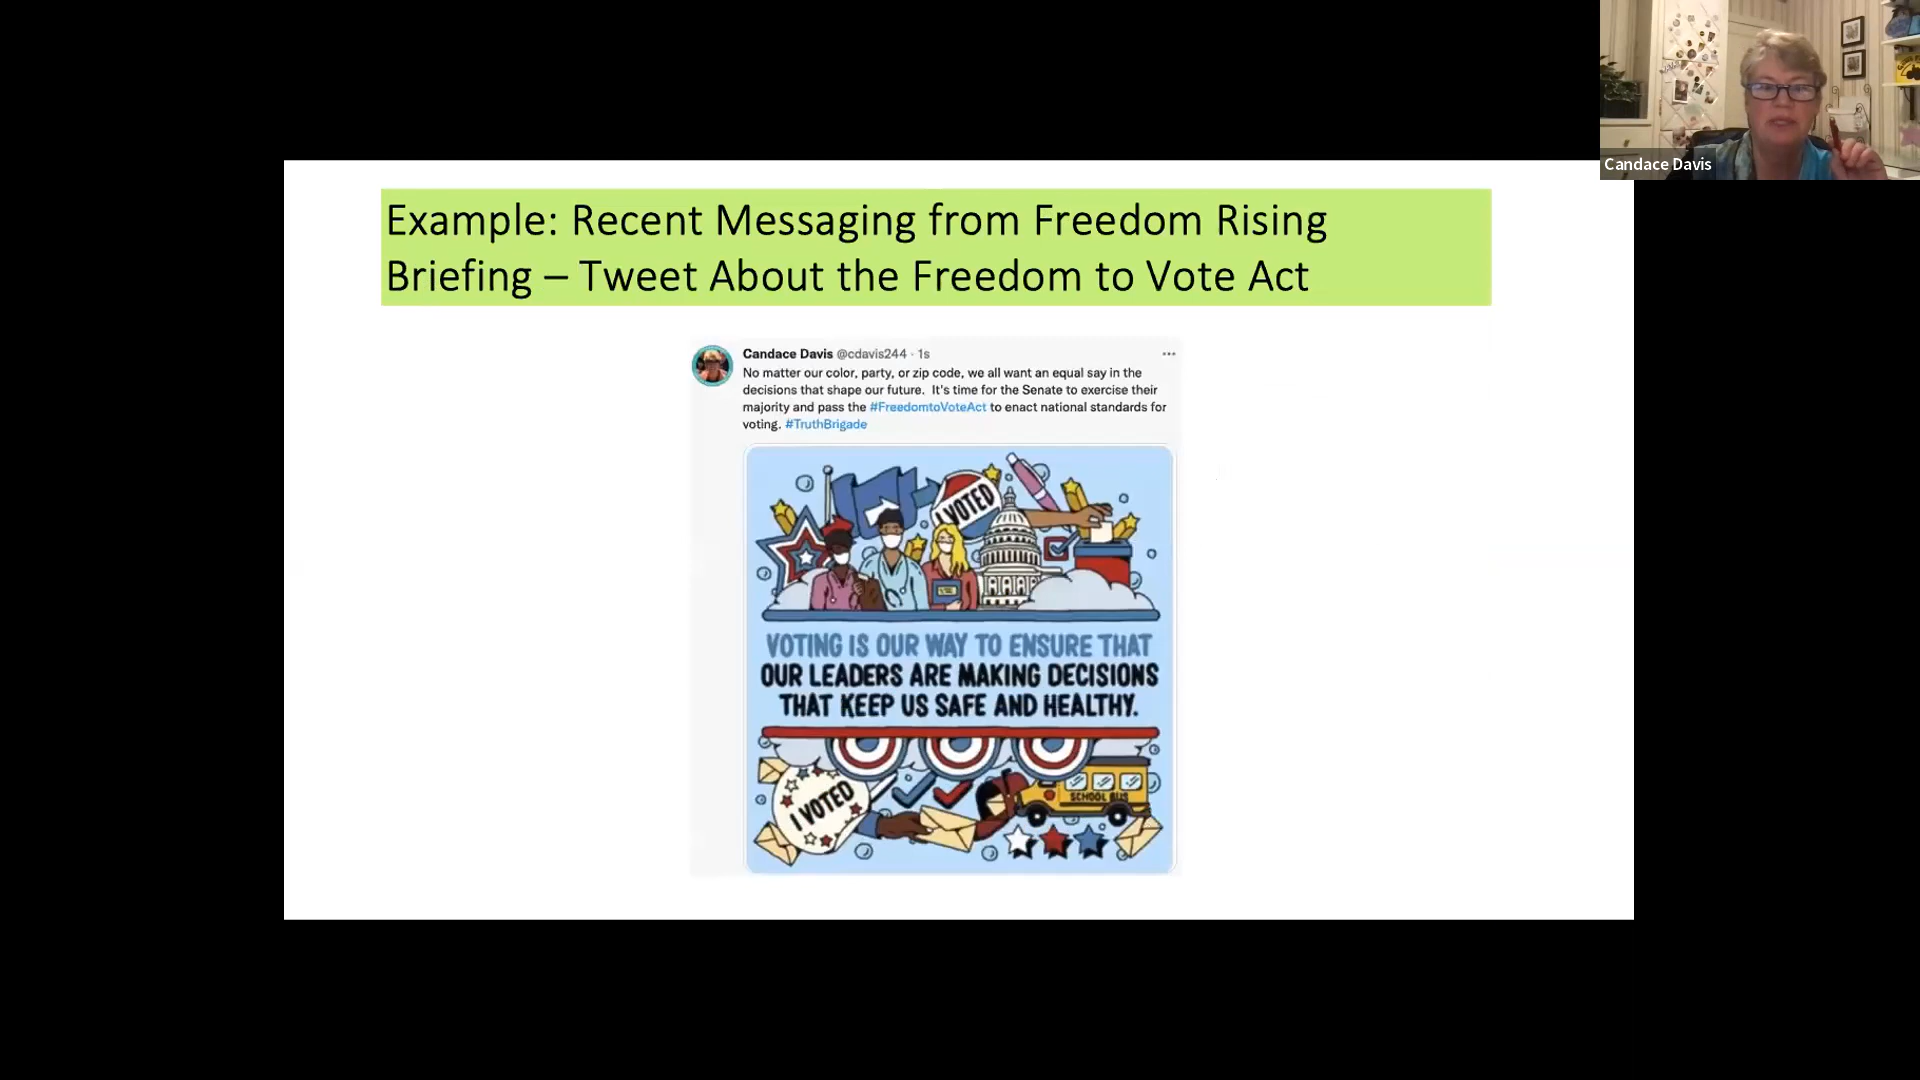 Candace Davis
Example: Recent Messaging from Freedom Rising
Briefing – Tweet About the Freedom to Vote Act
Candace Davis @cdavis244 · 1s
No matter our color, party, or zip code, we all want an equal say in the
decisions that shape our future.  It's time for the Senate to exercise their
majority and pass the #FreedomtoVoteAct to enact national standards for
voting. #TruthBrigade
I VOTED
VOTING IS OUR WAY TO ENSURE THAT
OUR LEADERS ARE MAKING DECISIONS
THAT KEEP US SAFE AND HEALTHY.
I VOTED
SCHOOL BUS